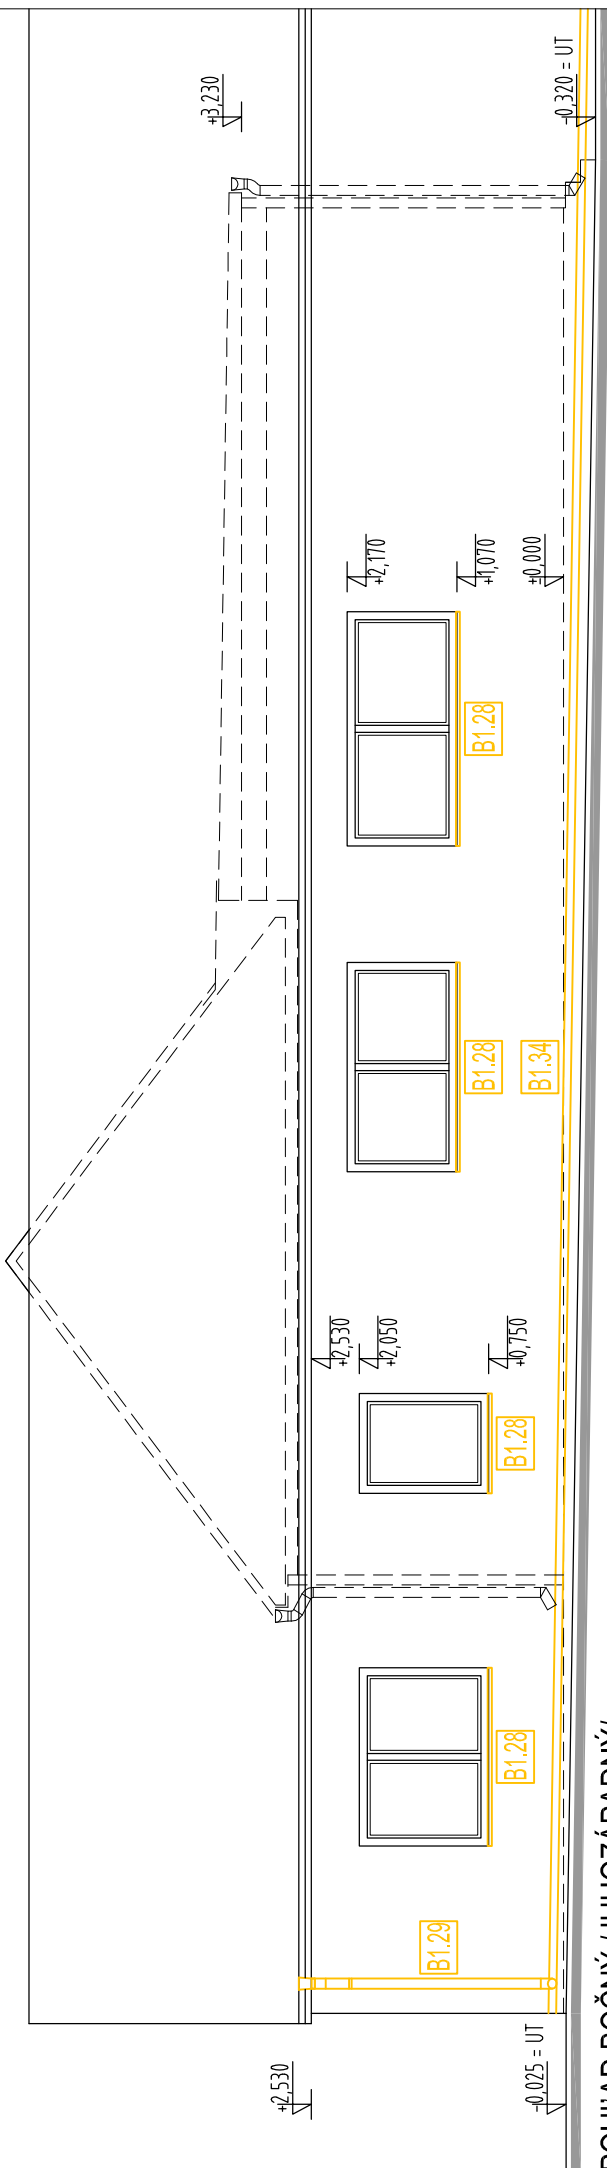 +3,230
+2,530
+2,530
+2,050
+2,170
B1.29
B1.28
B1.28
+1,070
B1.28
+0,750
B1.28
-0,025 = UT
B1.34
±0,000
-0,320 = UT
POHĽAD BOČNÝ /JUHOZÁPADNÝ/